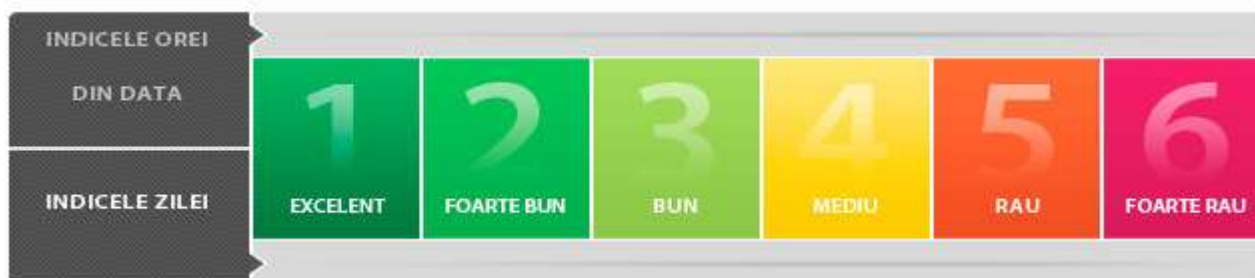 INDICELE OREI
DIN DATA
INDICELE ZILEI
1 2 3 4 5 6
EXCELENT FOARTE BUN BUN MEDIU RAU FOARTE RAU